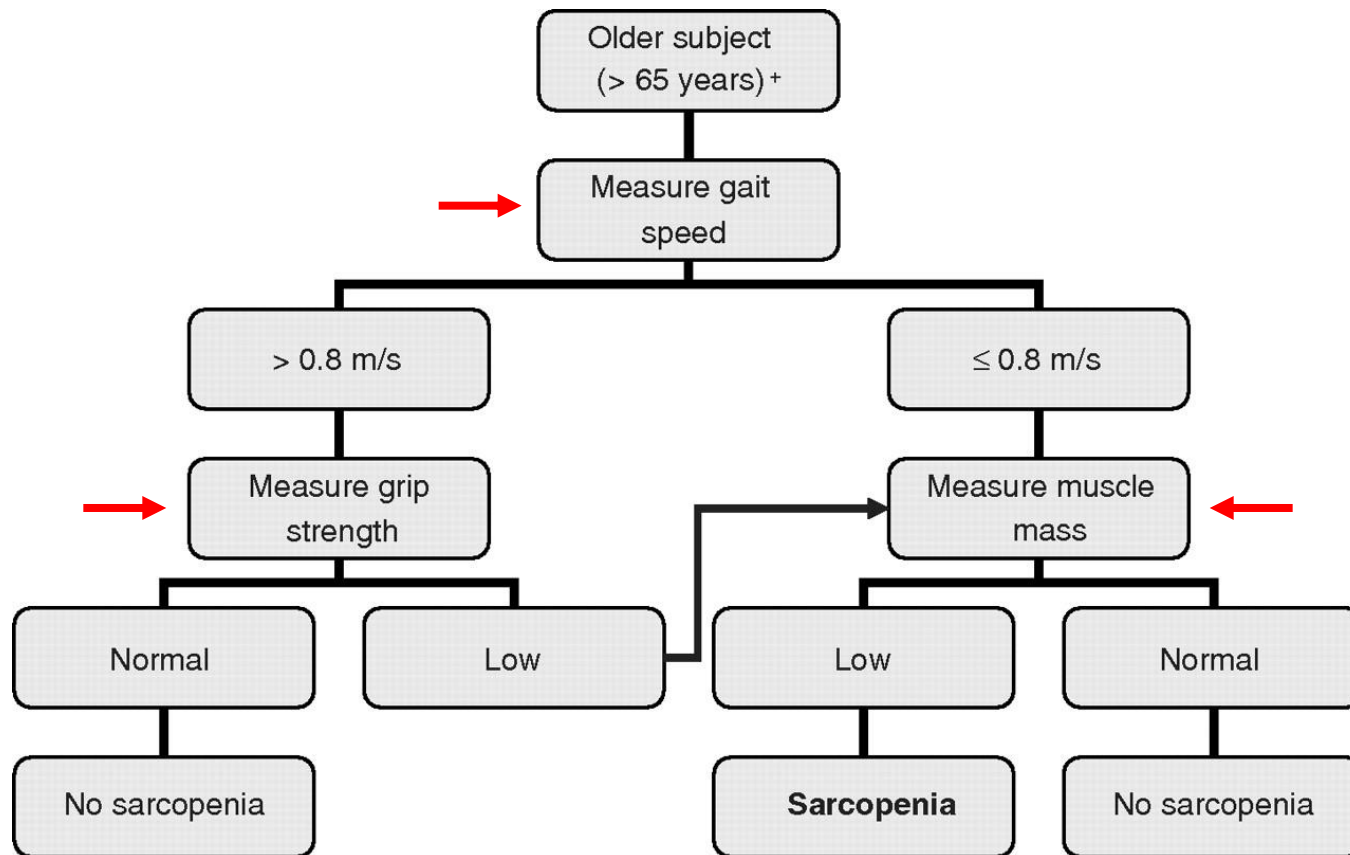 Older subject
(> 65 years) +
Measure gait
speed
> 0.8 m/s
≤ 0.8 m/s
Measure grip
strength
Measure muscle
mass
Normal
Low
Low
Normal
No sarcopenia
Sarcopenia
No sarcopenia